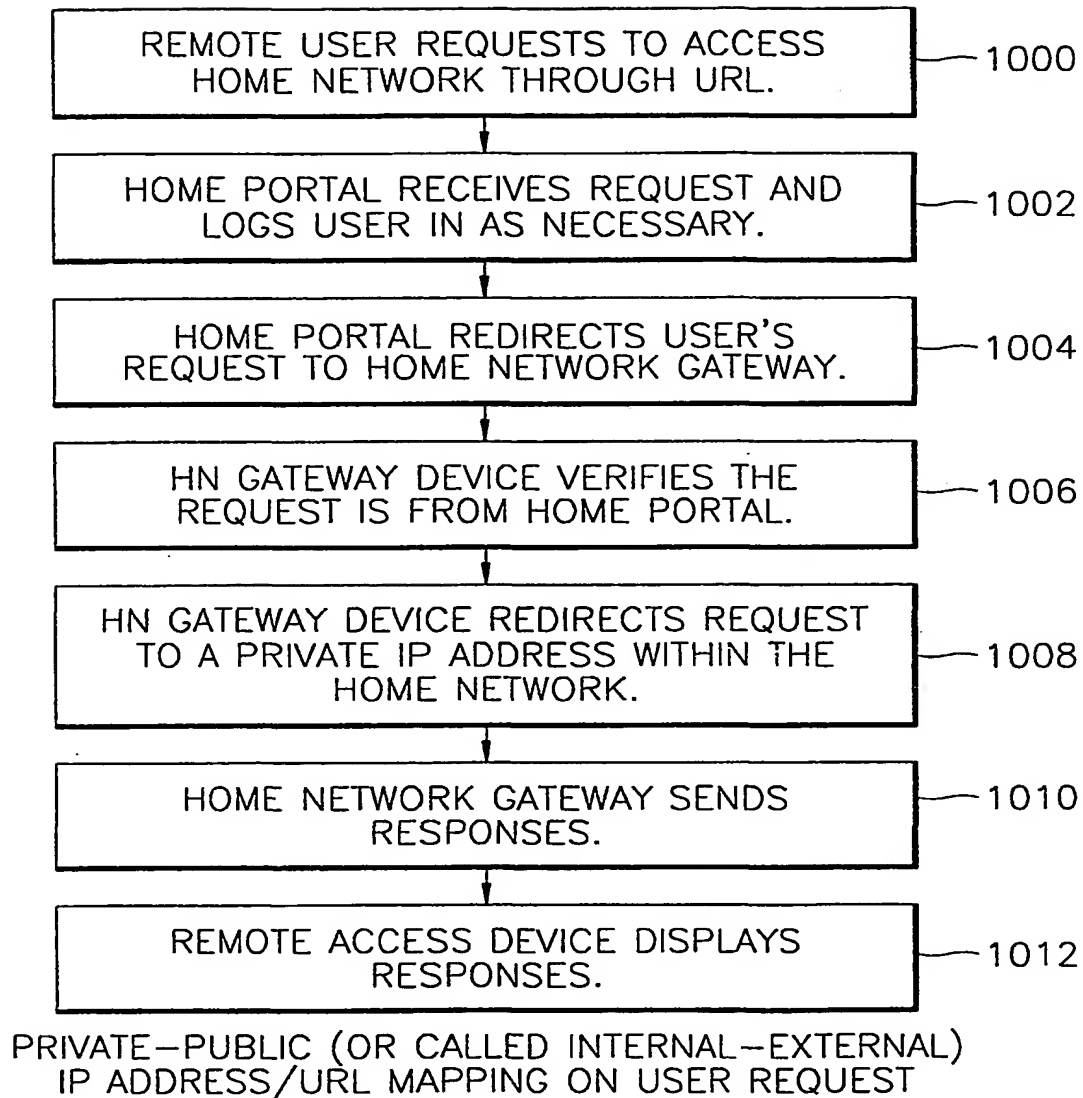 REMOTE USER REQUESTS TO ACCESS
HOME NETWORK THROUGH URL.
1000
HOME PORTAL RECEIVES REQUEST AND
LOGS USER IN AS NECESSARY.
1002
HOME PORTAL REDIRECTS USER'S
REQUEST TO HOME NETWORK GATEWAY.
1004
HN GATEWAY DEVICE VERIFIES THE
REQUEST IS FROM HOME PORTAL.
1006
HN GATEWAY DEVICE REDIRECTS REQUEST
TO A PRIVATE IP ADDRESS WITHIN THE
HOME NETWORK.
1008
HOME NETWORK GATEWAY SENDS
RESPONSES.
1010
REMOTE ACCESS DEVICE DISPLAYS
RESPONSES.
1012
PRIVATE-PUBLIC (OR CALLED INTERNAL-EXTERNAL)
IP ADDRESS/URL MAPPING ON USER REQUEST